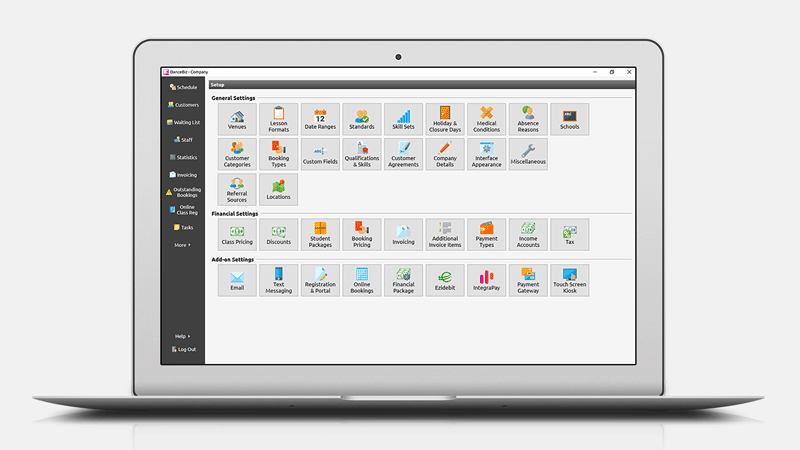 DanceBiz - Company
Setup
Schedule
Customers
Waiting List
Staff
Statistics
Invoicing
Outstanding
Bookings
Online
Class Reg
Tasks
More
Help
Log Out
General Settings
Venues
Lesson
Formats
12
Date Ranges
Standards
Skill Sets
Holiday &
Closure Days
Medical
Conditions
Absence
Reasons
ABC
Schools
Customer
Categories
Booking
Types
ABC
Custom Fields
Qualifications
& Skills
Customer
Agreements
Company
Details
Interface
Appearance
Miscellaneous
Referral
Sources
Locations
Financial Settings
Class Pricing
Discounts
Student
Packages
Booking
Pricing
Invoicing
Additional
Invoice Items
Payment
Types
Income
Accounts
Tax
Add-on Settings
Email
Text
Messaging
Registration
& Portal
Online
Bookings
Financial
Package
Ezidebit
IntegraPay
Payment
Gateway
Touch Screen
Kiosk